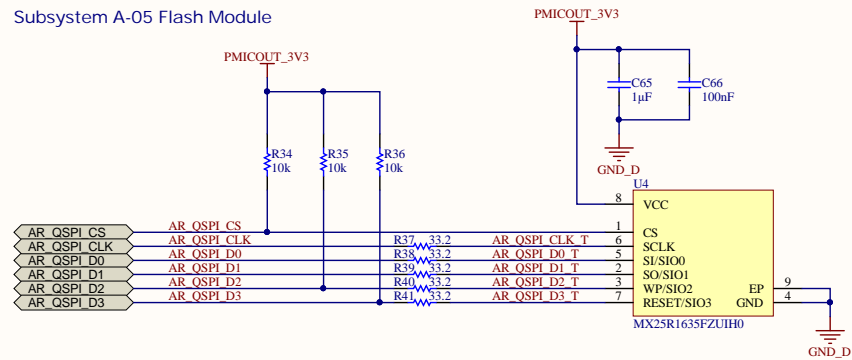 Subsystem A-05 Flash Module
PMICOUT_3V3
PMICOUT_3V3
C65
1µF
C66
100nF
R34
10k
R35
10k
R36
10k
GND_D
U4
8 VCC
AR_QSPI_CS AR_QSPI_CS 1 CS
AR_QSPI_CLK AR_QSPI_CLK R37 33.2 AR_QSPI_CLK_T 6 SCLK
AR_QSPI_D0 AR_QSPI_D0 R38 33.2 AR_QSPI_D0_T 5 SI/SIO0
AR_QSPI_D1 AR_QSPI_D1 R39 33.2 AR_QSPI_D1_T 2 SO/SIO1
AR_QSPI_D2 AR_QSPI_D2 R40 33.2 AR_QSPI_D2_T 3 WP/SIO2 EP 9
AR_QSPI_D3 AR_QSPI_D3 R41 33.2 AR_QSPI_D3_T 7 RESET/SIO3 GND 4
MX25R1635FZUIH0
GND_D